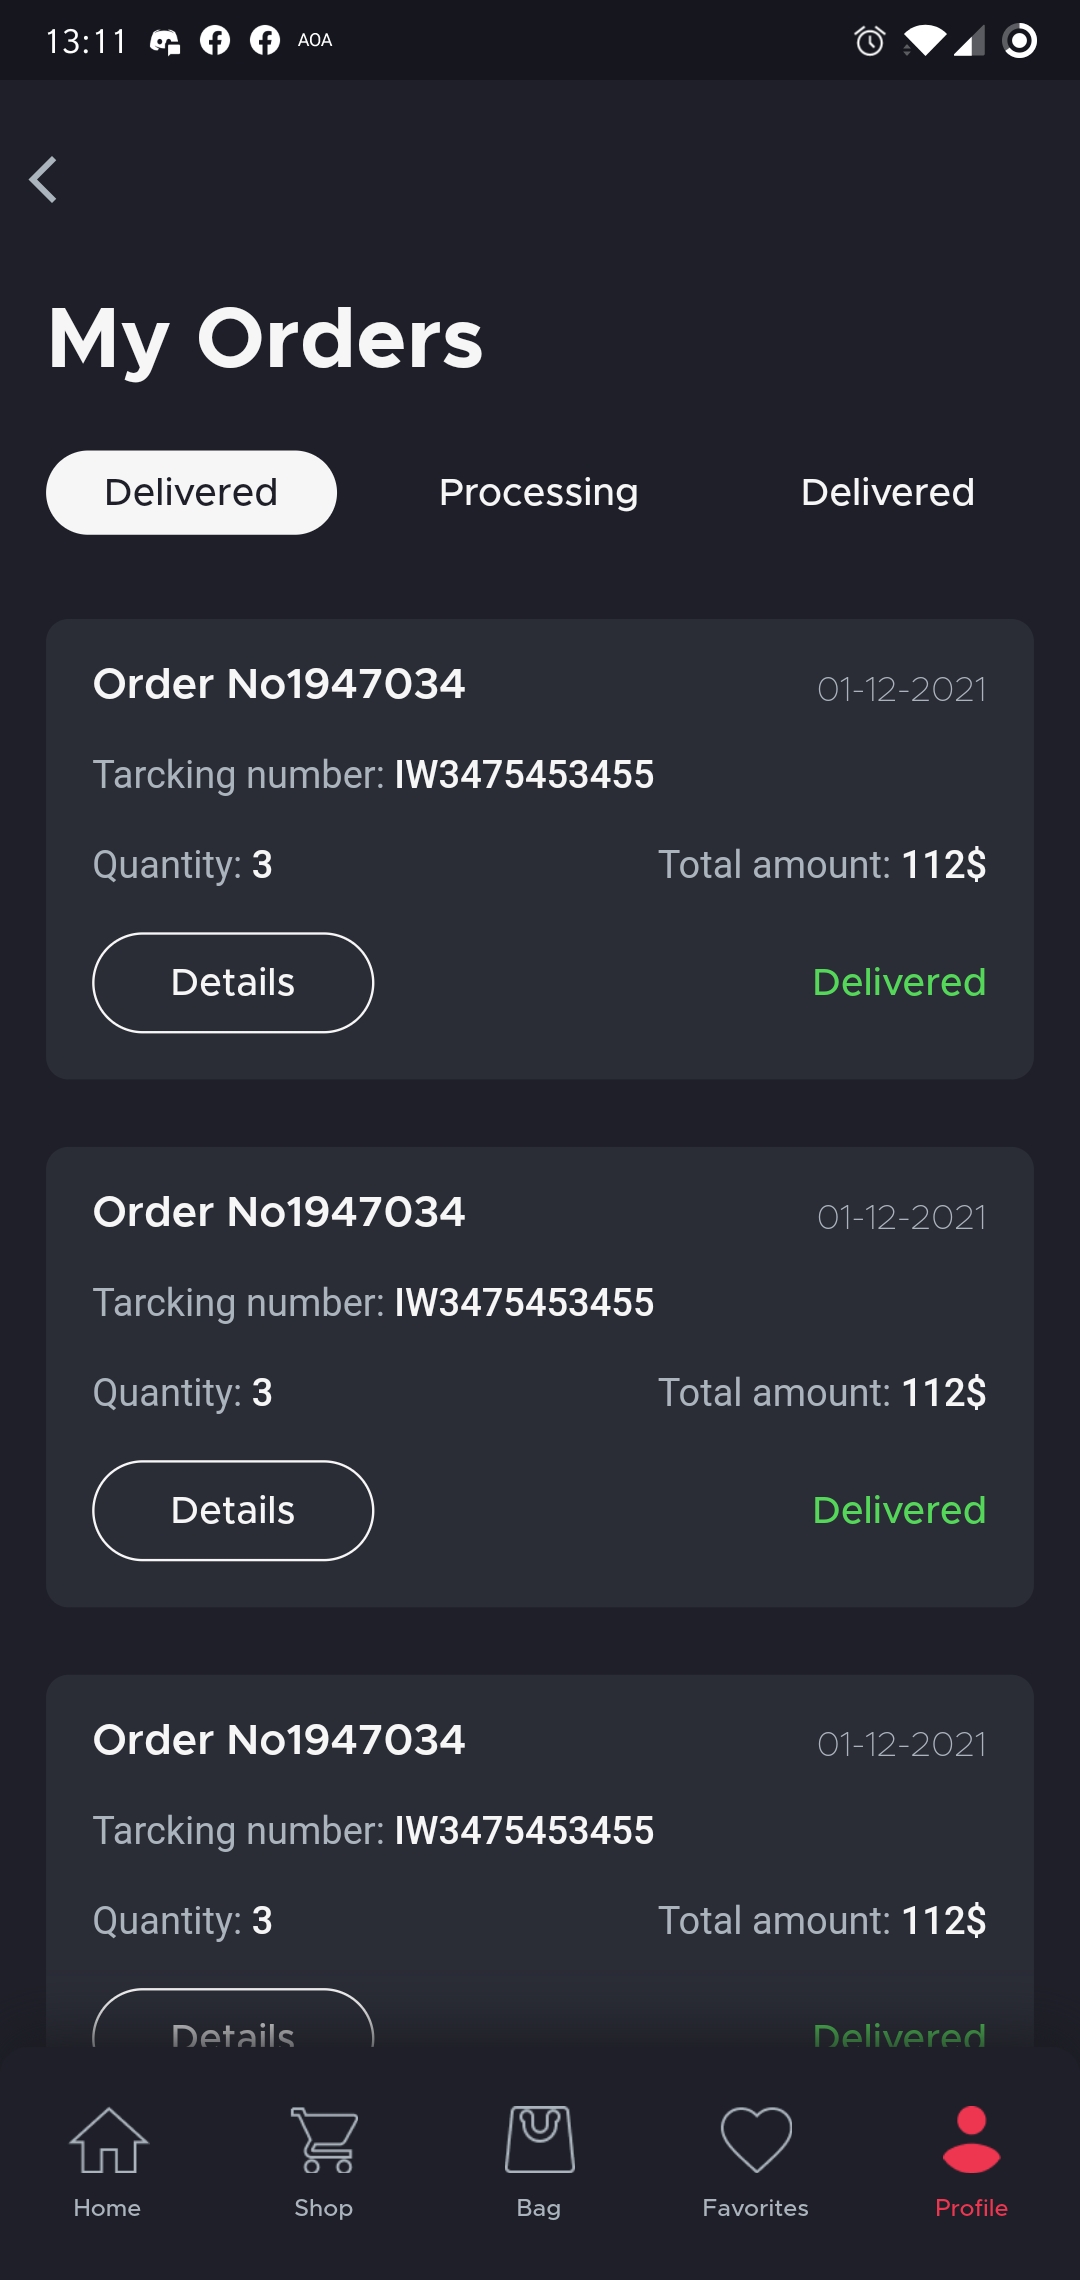 13:11 AOA
My Orders
Delivered Processing Delivered
Order No1947034 01-12-2021
Tarcking number: IW3475453455
Quantity: 3 Total amount: 112$
Details Delivered
Order No1947034 01-12-2021
Tarcking number: IW3475453455
Quantity: 3 Total amount: 112$
Details Delivered
Order No1947034 01-12-2021
Tarcking number: IW3475453455
Quantity: 3 Total amount: 112$
Details Delivered
Home Shop Bag Favorites Profile